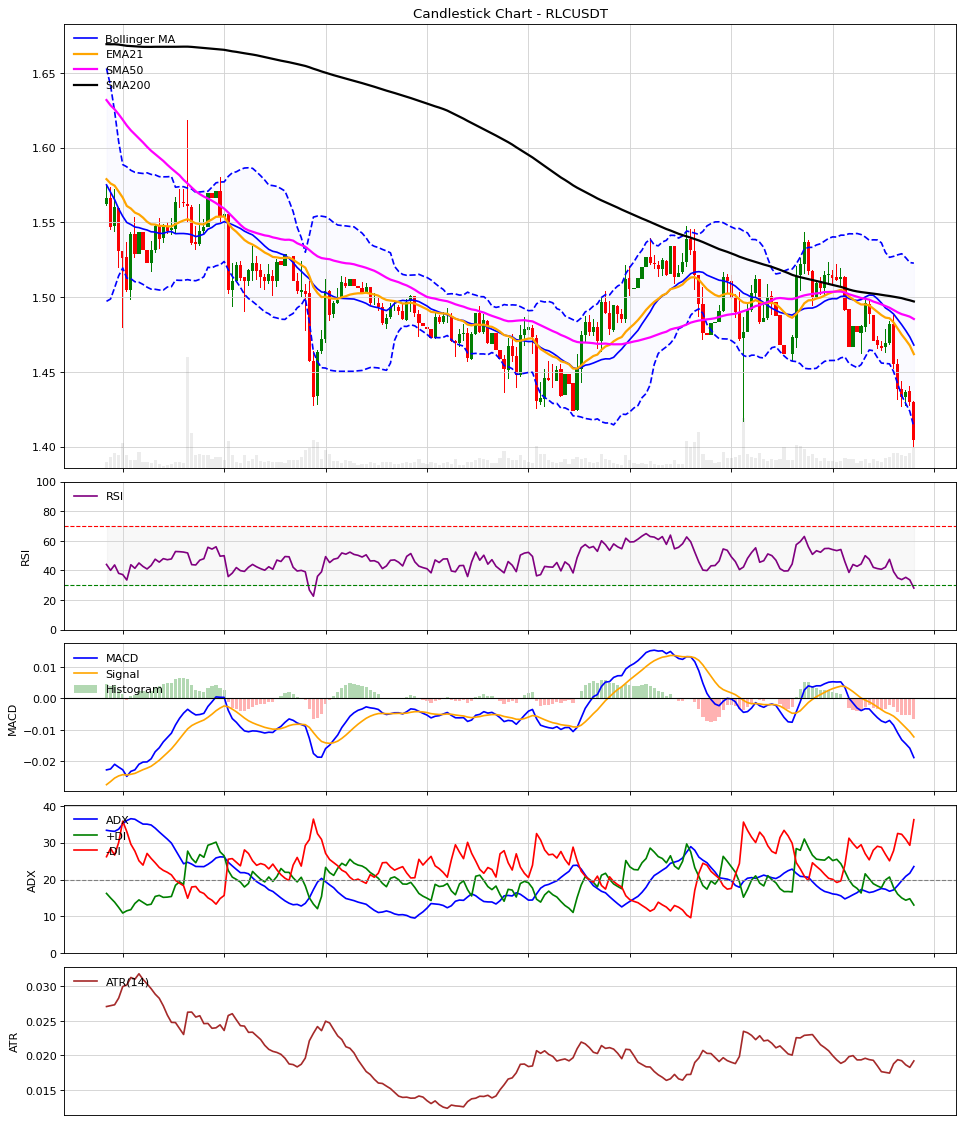 Candlestick Chart - RLCUSDT
Bollinger MA
EMA21
SMA50
SMA200
1.65
1.60
1.55
1.50
1.45
1.40
RSI
RSI
100
80
60
40
20
0
MACD
Signal
Histogram
MACD
0.01
0.00
−0.01
−0.02
ADX
+DI
-DI
ADX
40
30
20
10
0
ATR(14)
ATR
0.030
0.025
0.020
0.015